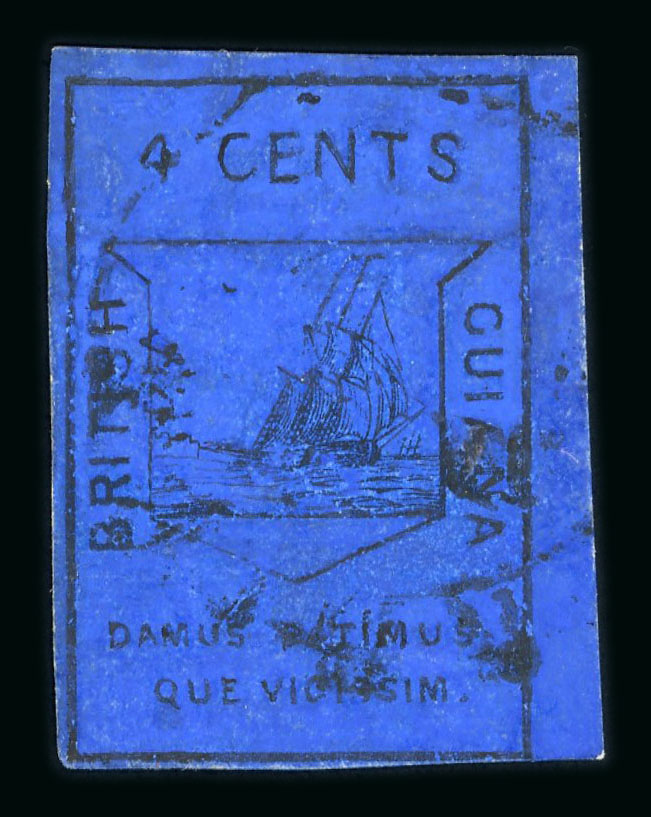 4 CENTS
BRITISH
GUIANA
DAMUS PETIMUS
QUE VICISSIM.